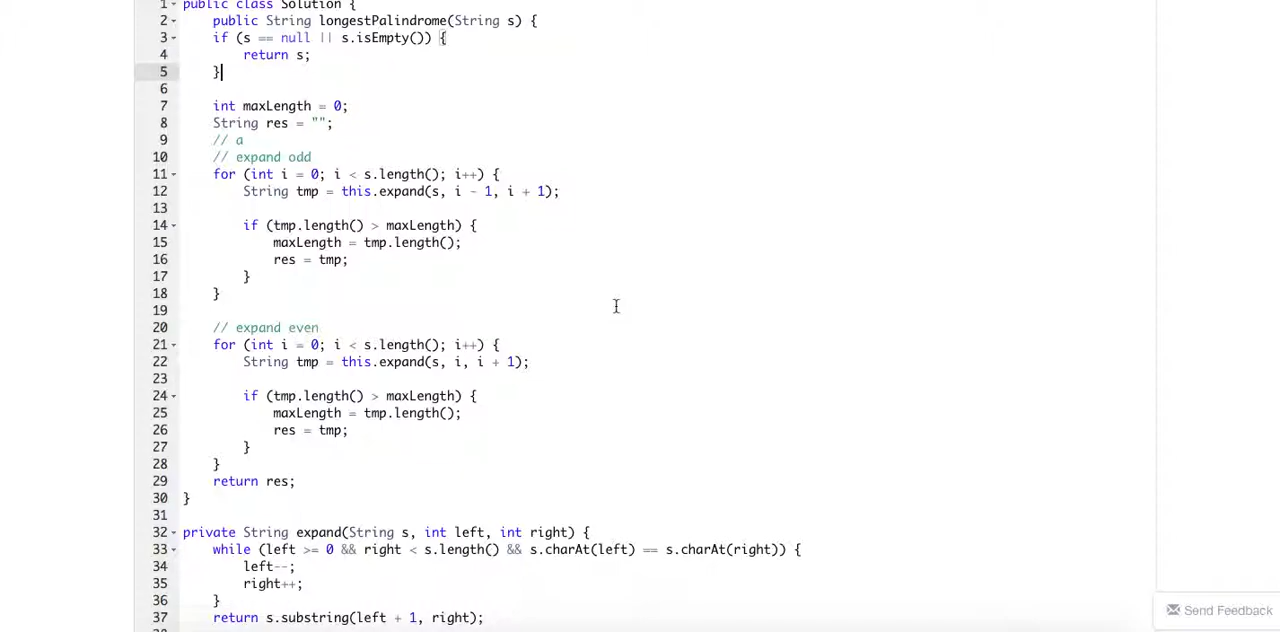 1 public class Solution {
2 public String longestPalindrome(String s) {
3 if (s == null || s.isEmpty()) {
4 return s;
5 }
6
7 int maxLength = 0;
8 String res = "";
9 // a
10 // expand odd
11 for (int i = 0; i < s.length(); i++) {
12 String tmp = this.expand(s, i - 1, i + 1);
13
14 if (tmp.length() > maxLength) {
15 maxLength = tmp.length();
16 res = tmp;
17 }
18 }
19
20 // expand even
21 for (int i = 0; i < s.length(); i++) {
22 String tmp = this.expand(s, i, i + 1);
23
24 if (tmp.length() > maxLength) {
25 maxLength = tmp.length();
26 res = tmp;
27 }
28 }
29 return res;
30 }
31
32 private String expand(String s, int left, int right) {
33 while (left >= 0 && right < s.length() && s.charAt(left) == s.charAt(right)) {
34 left--;
35 right++;
36 }
37 return s.substring(left + 1, right);
Send Feedback